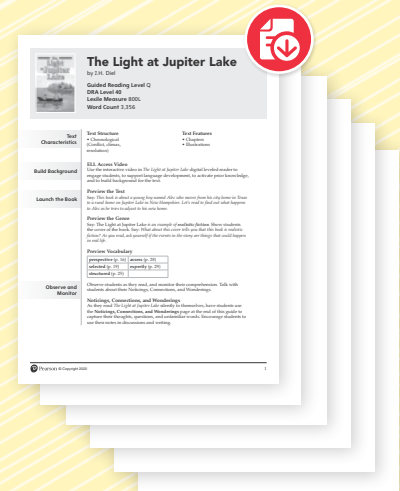 The Light at Jupiter Lake
by J.H. Diel
Guided Reading Level Q
DRA Level 40
Lexile Measure 800L
Word Count 3,356
Text
Characteristics
Text Structure
• Chronological
(Conflict, climax,
resolution)
Text Features
• Chapters
• Illustrations
Build Background
ELL Access Video
Use the interactive video in The Light at Jupiter Lake digital leveled reader to
engage students, to support language development, to activate prior knowledge,
and to build background for the text.
Launch the Book
Preview the Text
Say: This book is about a young boy named Alec who moves from his city home in Texas
to a rural home on Jupiter Lake in New Hampshire. Let's read to find out what happens
to Alec as he tries to adjust to his new home.
Preview the Genre
Say: The Light at Jupiter Lake is an example of realistic fiction. Show students
the cover of the book. Say: What about this cover tells you that this book is realistic
fiction? As you read, ask yourself if the events in the story are things that could happen
in real life.
Preview Vocabulary
perspective (p. 16) access (p. 28)
selected (p. 19) expertly (p. 29)
structured (p. 25)
Observe and
Monitor
Observe students as they read, and monitor their comprehension. Talk with
students about their Noticings, Connections, and Wonderings.
Noticings, Connections, and Wonderings
As they read The Light at Jupiter Lake silently to themselves, have students use
the Noticings, Connections, and Wonderings page at the end of this guide to
capture their thoughts, questions, and unfamiliar words. Encourage students to
use their notes in discussions and writing.
Pearson © Copyright 2020
1